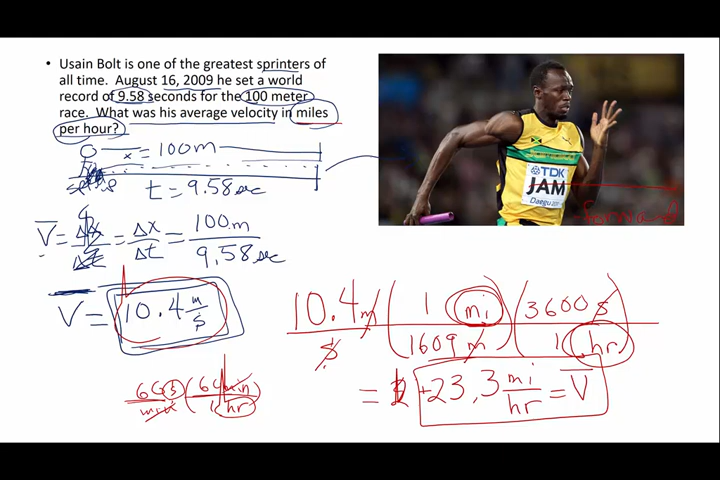 • Usain Bolt is one of the greatest sprinters of
all time. August 16, 2009 he set a world
record of 9.58 seconds for the 100 meter
race. What was his average velocity in miles
per hour?
x = 100m
t = 9.58 sec
V = = Δx/Δt = 100m/9.58 sec
V = 10.4 m/s
TDK
JAM
Daegu
forward
10.4 m/s (1 mi/1609 m) (3600 s/1 hr)
= +23.3 mi/hr = V
60 s/min (60 min/1 hr)